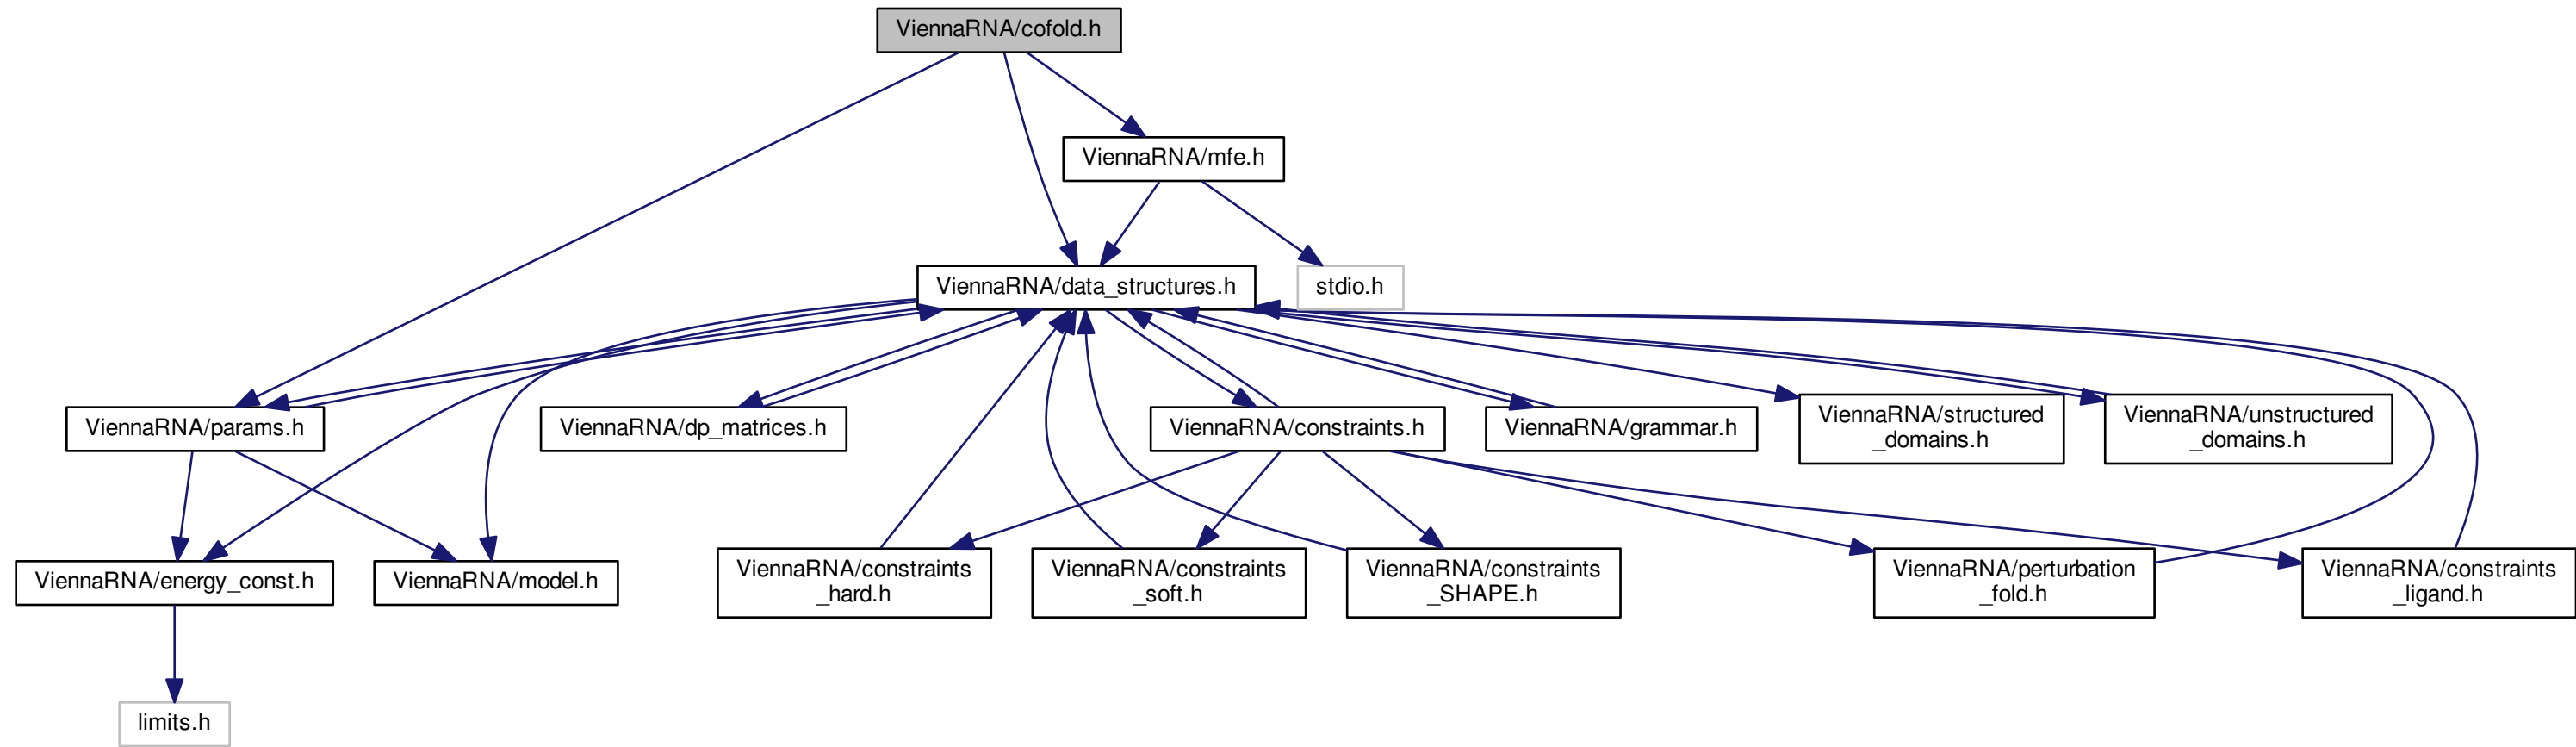 ViennaRNA/cofold.h
ViennaRNA/mfe.h
ViennaRNA/data_structures.h
stdio.h
ViennaRNA/params.h
ViennaRNA/dp_matrices.h
ViennaRNA/constraints.h
ViennaRNA/grammar.h
ViennaRNA/structured
_domains.h
ViennaRNA/unstructured
_domains.h
ViennaRNA/energy_const.h
ViennaRNA/model.h
ViennaRNA/constraints
_hard.h
ViennaRNA/constraints
_soft.h
ViennaRNA/constraints
_SHAPE.h
ViennaRNA/perturbation
_fold.h
ViennaRNA/constraints
_ligand.h
limits.h